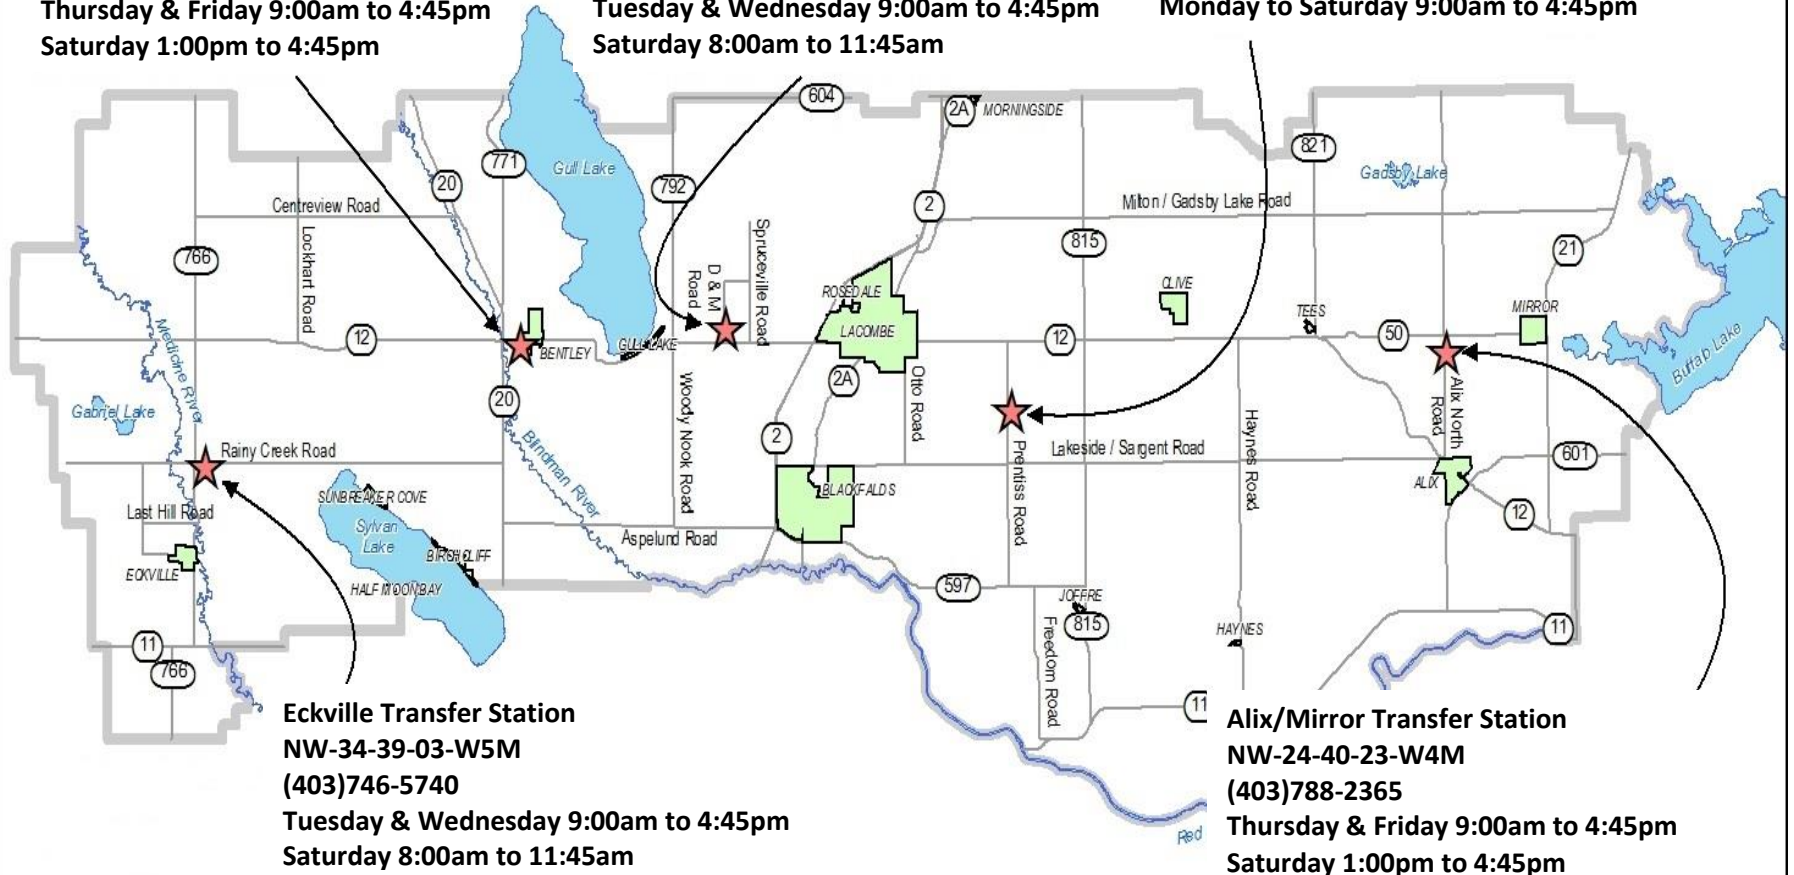 Thursday & Friday 9:00am to 4:45pm
Saturday 1:00pm to 4:45pm
Tuesday & Wednesday 9:00am to 4:45pm
Saturday 8:00am to 11:45am
Monday to Saturday 9:00am to 4:45pm
604
2A
MORNINGSIDE
821
Gull Lake
Gadsby Lake
771
20
792
2
Centreview Road
Milton / Gadsby Lake Road
Lockhart Road
766
Spruceville Road
D & M Road
815
21
ROSEDALE
CLIVE
TEES
MIRROR
LACOMBE
12
BENTLEY
GULL LAKE
12
50
Buffalo Lake
Medicine River
20
Woody Nook Road
2A
Otto Road
Gabriel Lake
2
Prentiss Road
Haynes Road
Alix North Road
Rainy Creek Road
Blindman River
Lakeside / Sargent Road
601
ALIX
SUNBREAKER COVE
BLACKFALDS
Last Hill Road
Sylvan Lake
12
Aspelund Road
BIRCHCLIFF
ECKVILLE
HALF MOON BAY
597
JOFFRE
815
HAYNES
11
11
766
Freedom Road
11
Red
Eckville Transfer Station
NW-34-39-03-W5M
(403)746-5740
Tuesday & Wednesday 9:00am to 4:45pm
Saturday 8:00am to 11:45am
Alix/Mirror Transfer Station
NW-24-40-23-W4M
(403)788-2365
Thursday & Friday 9:00am to 4:45pm
Saturday 1:00pm to 4:45pm